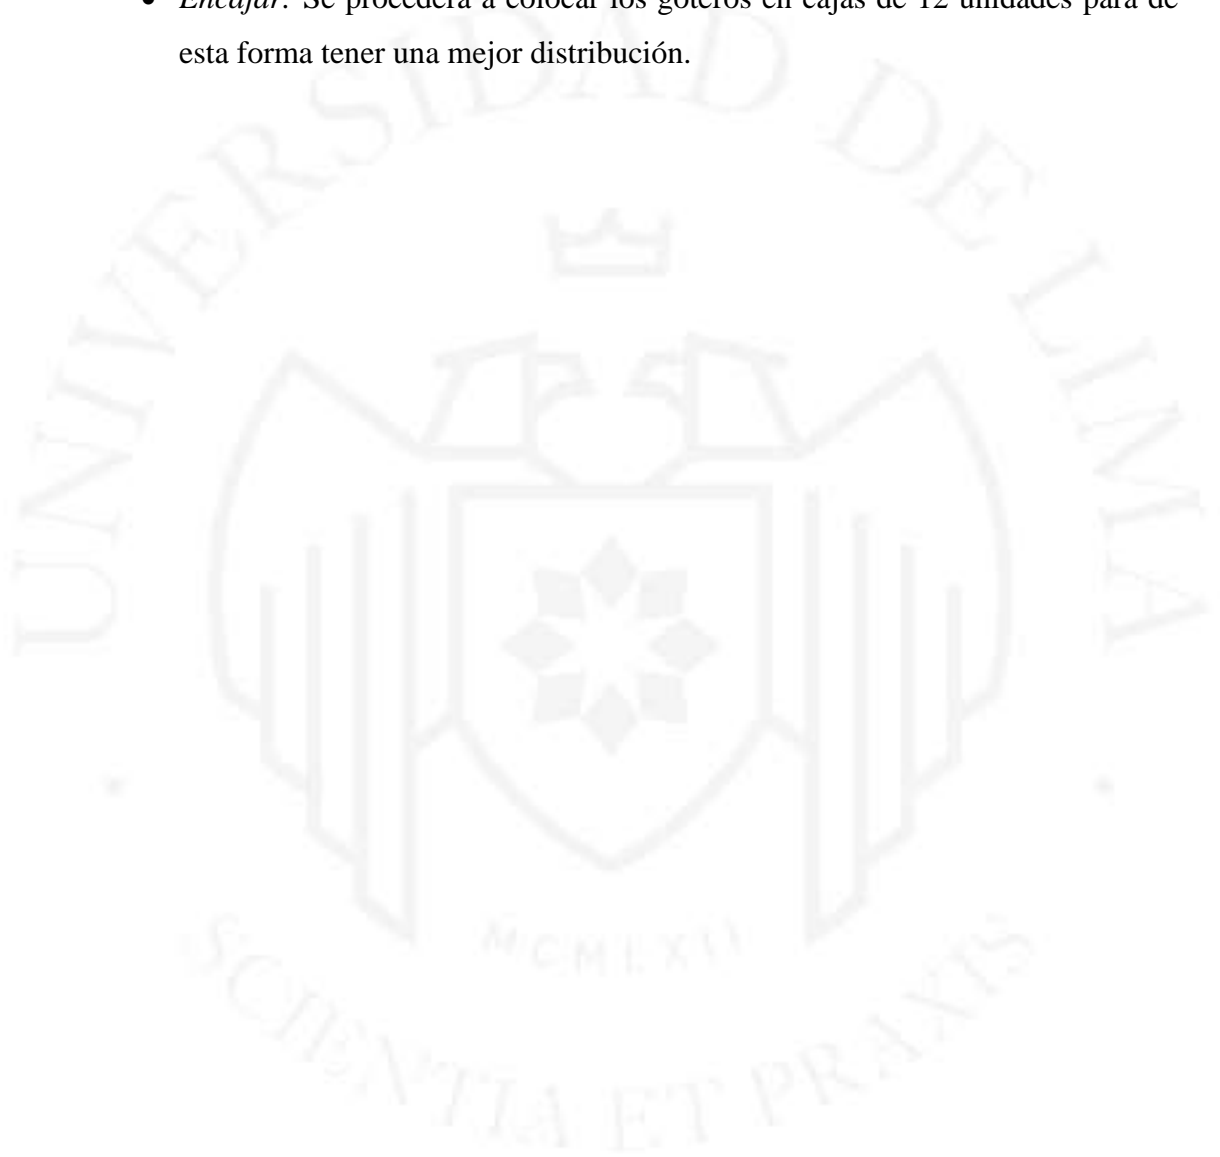 • Encajar: Se procederá a colocar los goteros en cajas de 12 unidades para de
esta forma tener una mejor distribución.
UNIVERSIDAD DE LIMA
MCMLXII
SCIENTIA ET PRAXIS